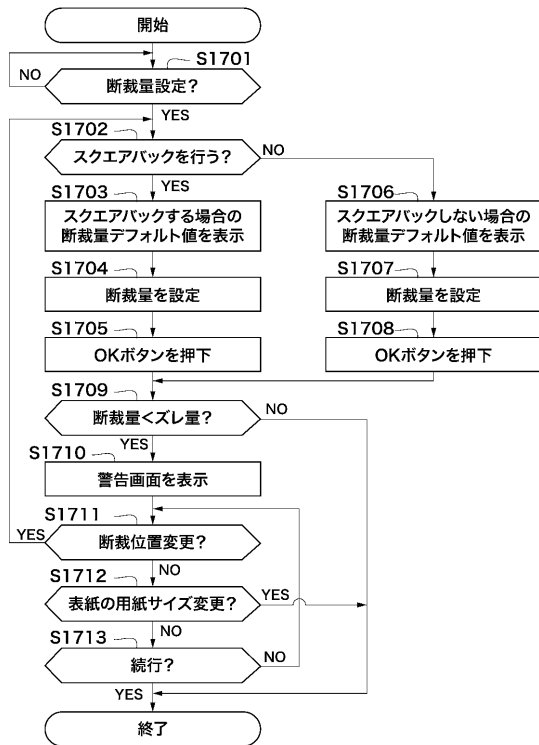 開始
S1701
NO
断裁量設定?
YES
S1702
スクエアバックを行う?
NO
YES
S1703
スクエアバックする場合の
断裁量デフォルト値を表示
S1706
スクエアバックしない場合の
断裁量デフォルト値を表示
S1704
断裁量を設定
S1707
断裁量を設定
S1705
OKボタンを押下
S1708
OKボタンを押下
S1709
断裁量<ズレ量?
NO
YES
S1710
警告画面を表示
S1711
YES
断裁位置変更?
NO
S1712
表紙の用紙サイズ変更?
YES
NO
S1713
続行?
NO
YES
終了